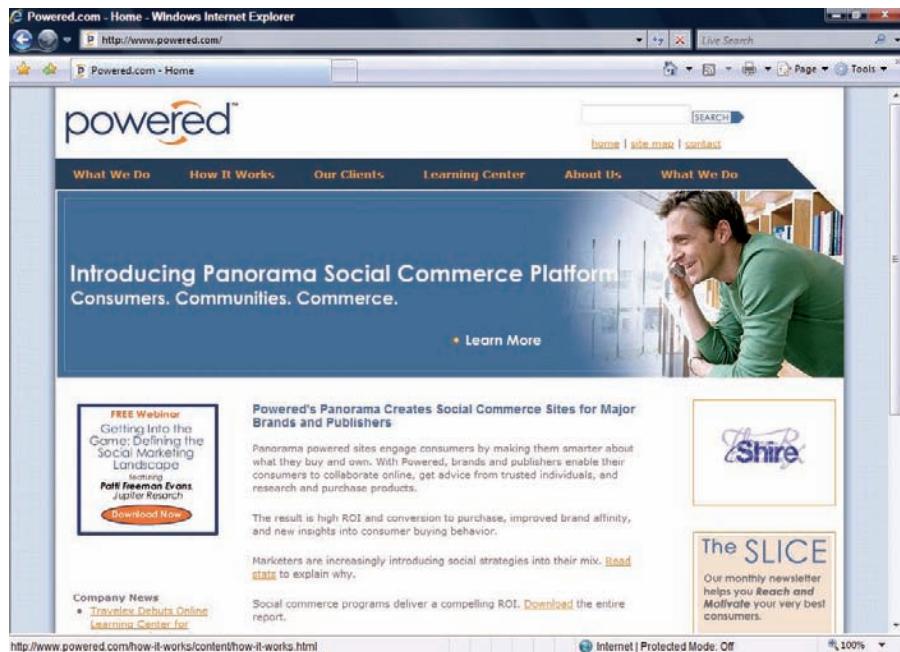 Powered.com - Home - Windows Internet Explorer
http://www.powered.com/
Live Search
Powered.com - Home
Page
Tools
powered™
SEARCH
home | site map | contact
What We Do How It Works Our Clients Learning Center About Us What We Do
Introducing Panorama Social Commerce Platform
Consumers. Communities. Commerce.
• Learn More
FREE Webinar
Getting Into the
Game: Defining the
Social Marketing
Landscape
featuring
Patti Freeman Evans,
Jupiter Resarch
Download Now
Company News
• Travelex Debuts Online
Learning Center for
Powered's Panorama Creates Social Commerce Sites for Major
Brands and Publishers
Panorama powered sites engage consumers by making them smarter about
what they buy and own. With Powered, brands and publishers enable their
consumers to collaborate online, get advice from trusted individuals, and
research and purchase products.
The result is high ROI and conversion to purchase, improved brand affinity,
and new insights into consumer buying behavior.
Marketers are increasingly introducing social strategies into their mix. Read
stats to explain why.
Social commerce programs deliver a compelling ROI. Download the entire
report.
Shire
The SLICE
Our monthly newsletter
helps you Reach and
Motivate your very best
consumers.
http://www.powered.com/how-it-works/content/how-it-works.html
Internet | Protected Mode: Off
100%